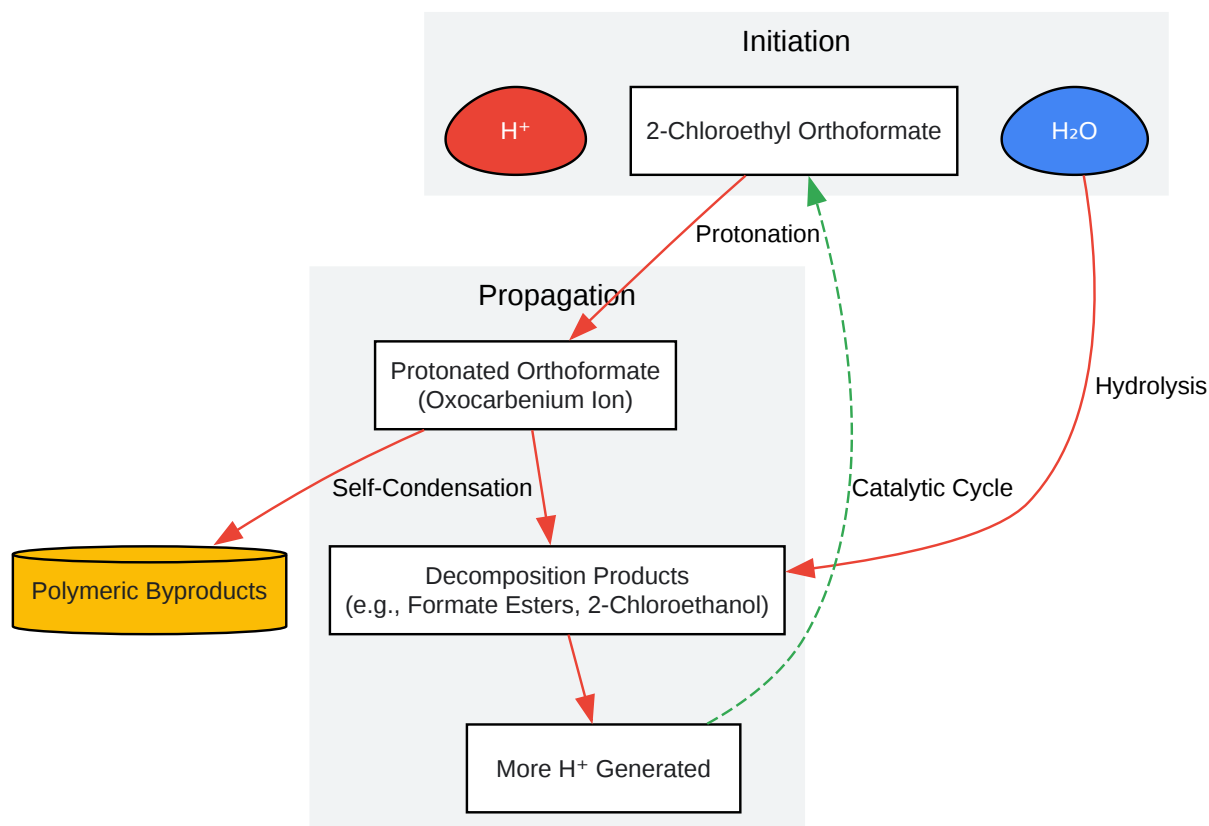 Initiation
H⁺
2-Chloroethyl Orthoformate
H₂O
Protonation
Propagation
Protonated Orthoformate
(Oxocarbenium Ion)
Hydrolysis
Self-Condensation
Catalytic Cycle
Polymeric Byproducts
Decomposition Products
(e.g., Formate Esters, 2-Chloroethanol)
More H⁺ Generated